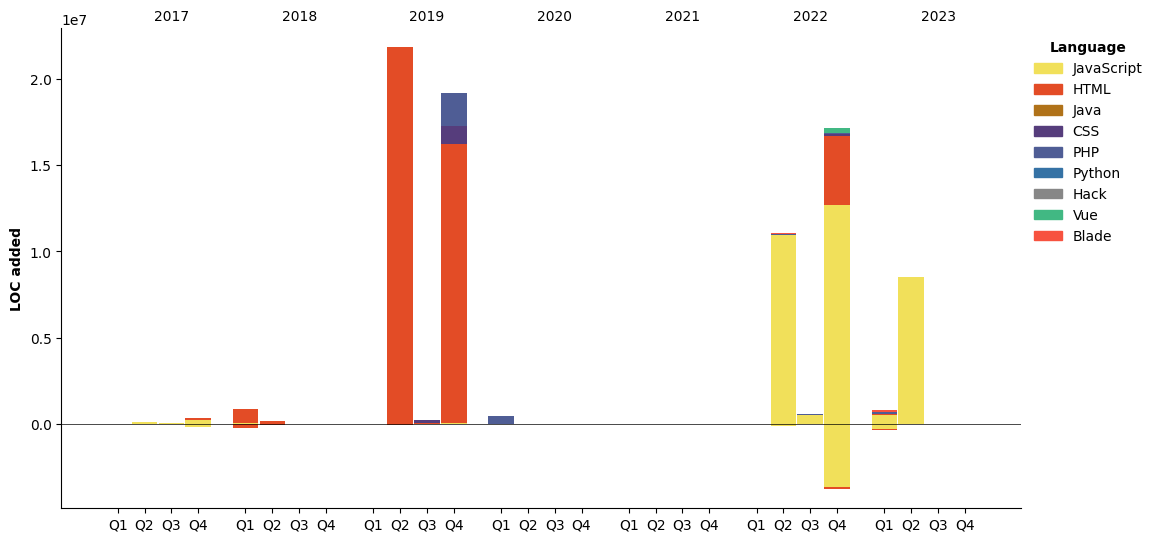 1e7
2017 2018 2019 2020 2021 2022 2023
Language
JavaScript
HTML
Java
CSS
PHP
Python
Hack
Vue
Blade
2.0
1.5
1.0
0.5
0.0
LOC added
Q1 Q2 Q3 Q4 Q1 Q2 Q3 Q4 Q1 Q2 Q3 Q4 Q1 Q2 Q3 Q4 Q1 Q2 Q3 Q4 Q1 Q2 Q3 Q4 Q1 Q2 Q3 Q4